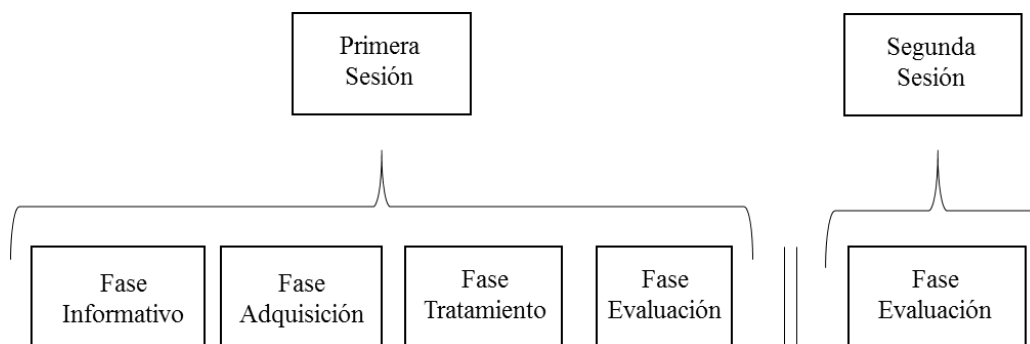 Primera
Sesión
Segunda
Sesión
Fase
Informativo
Fase
Adquisición
Fase
Tratamiento
Fase
Evaluación
Fase
Evaluación